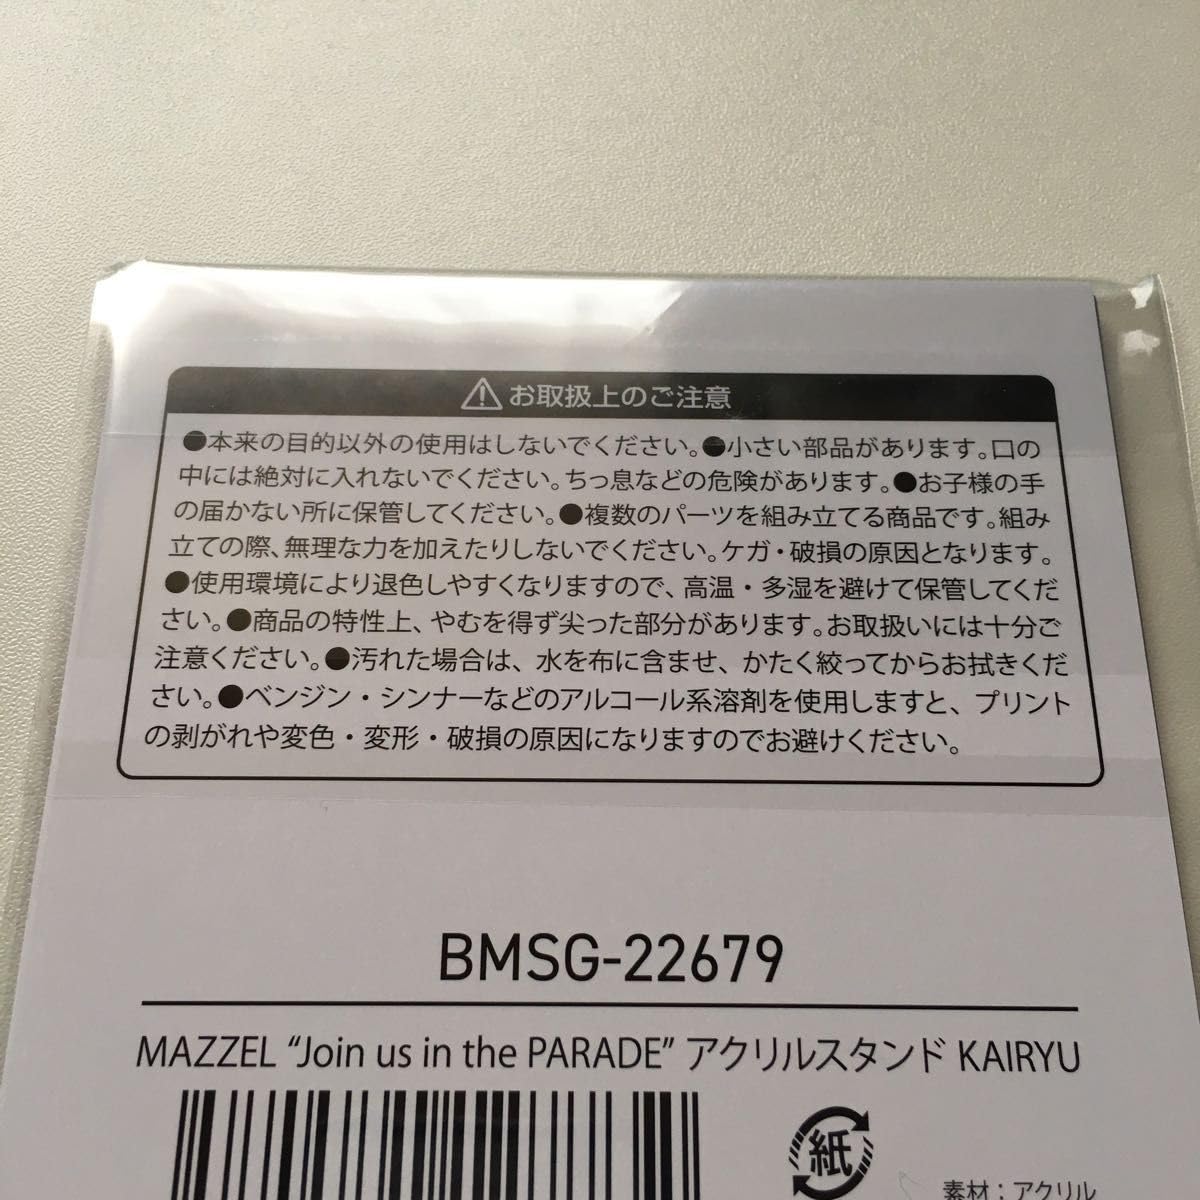 ⚠お取扱上のご注意
●本来の目的以外の使用はしないでください。●小さい部品があります。口の
中には絶対に入れないでください。ちっ息などの危険があります。●お子様の手
の届かない所に保管してください。●複数のパーツを組み立てる商品です。組み
立ての際、無理な力を加えたりしないでください。ケガ・破損の原因となります。
●使用環境により退色しやすくなりますので、高温・多湿を避けて保管してくだ
さい。●商品の特性上、やむを得ず尖った部分があります。お取扱いには十分ご
注意ください。●汚れた場合は、水を布に含ませ、かたく絞ってからお拭きくだ
さい。●ベンジン・シンナーなどのアルコール系溶剤を使用しますと、プリント
の剥がれや変色・変形・破損の原因になりますのでお避けください。
BMSG-22679
MAZZEL “Join us in the PARADE” アクリルスタンド KAIRYU
紙
素材：アクリル